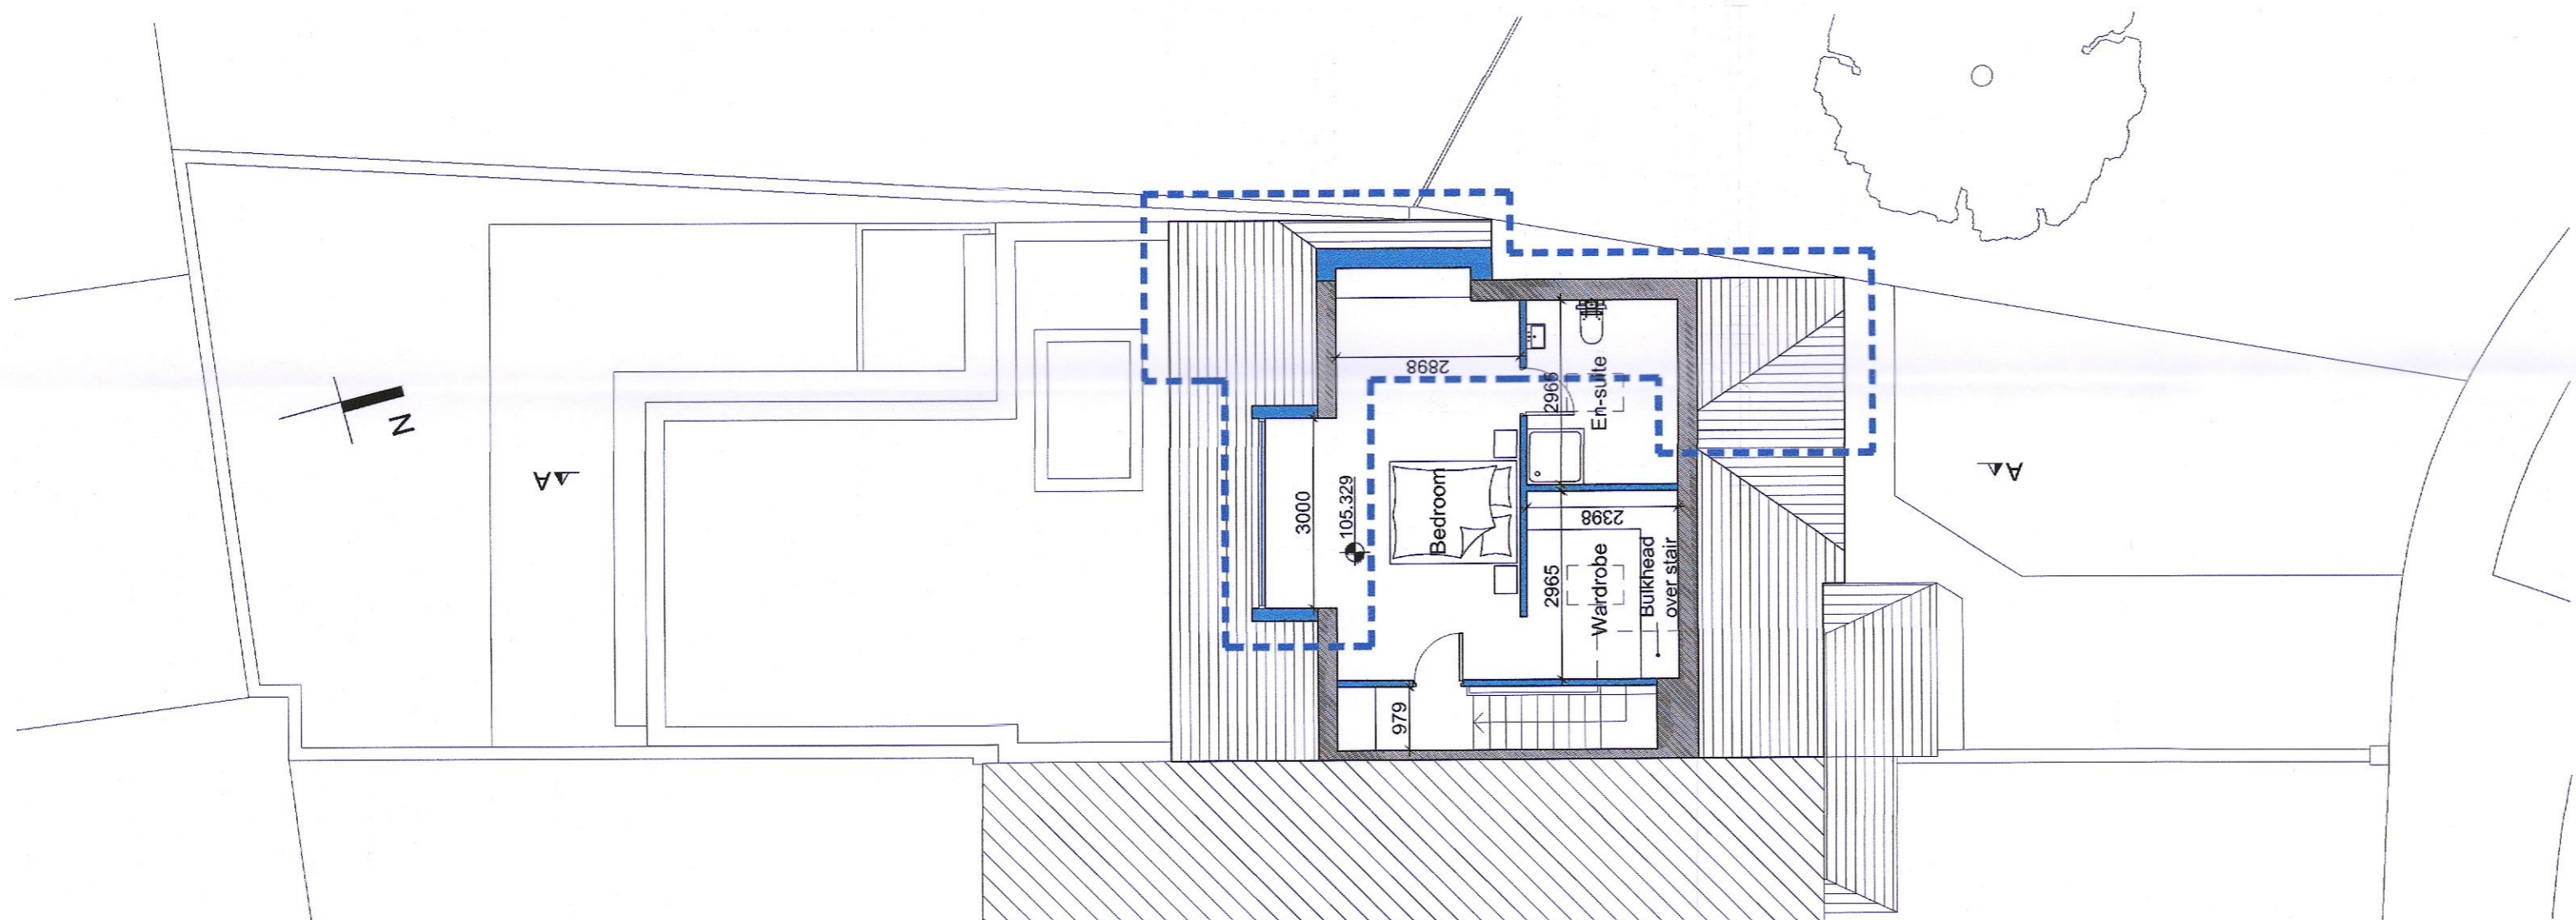 N
A
A
2898
2965
En-suite
3000
105.329
Bedroom
2398
2965
Wardrobe
Bulkhead
over stair
979